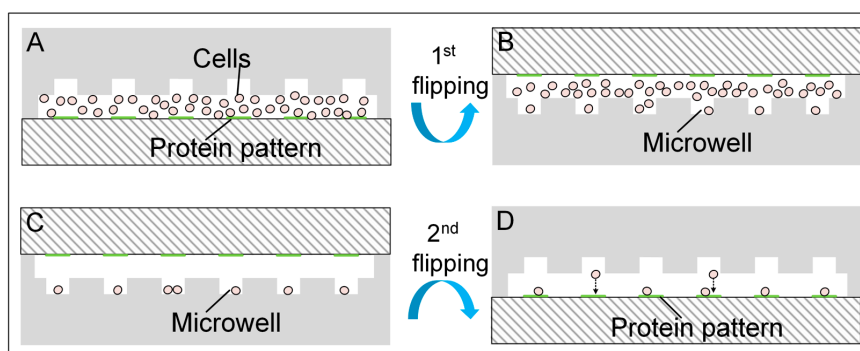 A
Cells
Protein pattern
1st
flipping
B
Microwell
C
Microwell
2nd
flipping
D
Protein pattern